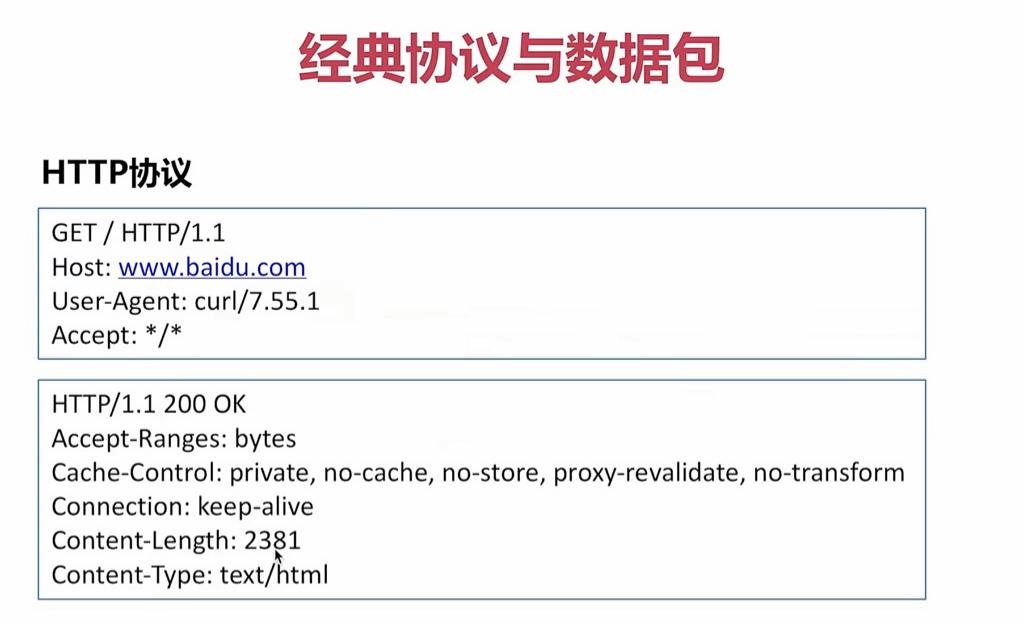 经典协议与数据包
HTTP协议
GET / HTTP/1.1
Host: www.baidu.com
User-Agent: curl/7.55.1
Accept: */*
HTTP/1.1 200 OK
Accept-Ranges: bytes
Cache-Control: private, no-cache, no-store, proxy-revalidate, no-transform
Connection: keep-alive
Content-Length: 2381
Content-Type: text/html